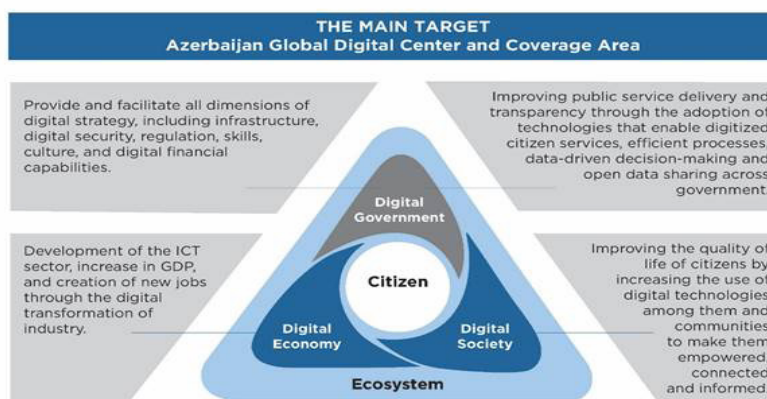 THE MAIN TARGET
Azerbaijan Global Digital Center and Coverage Area
Provide and facilitate all dimensions of
digital strategy, including infrastructure,
digital security, regulation, skills,
culture, and digital financial
capabilities.
Improving public service delivery and
transparency through the adoption of
technologies that enable digitized
citizen services, efficient processes,
data-driven decision-making and
open data sharing across
government.
Digital
Government
Citizen
Digital
Economy
Digital
Society
Ecosystem
Development of the ICT
sector, increase in GDP,
and creation of new jobs
through the digital
transformation of
industry.
Improving the quality of
life of citizens by
increasing the use of
digital technologies
among them and
communities
to make them
empowered,
connected
and informed.